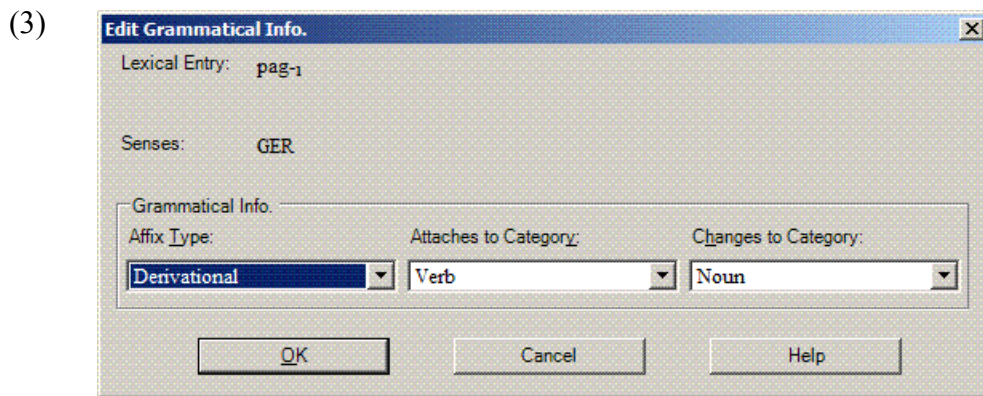 (3)
Edit Grammatical Info.
Lexical Entry: pag-₁
Senses: GER
Grammatical Info.
Affix Type: Attaches to Category: Changes to Category:
Derivational Verb Noun
OK Cancel Help